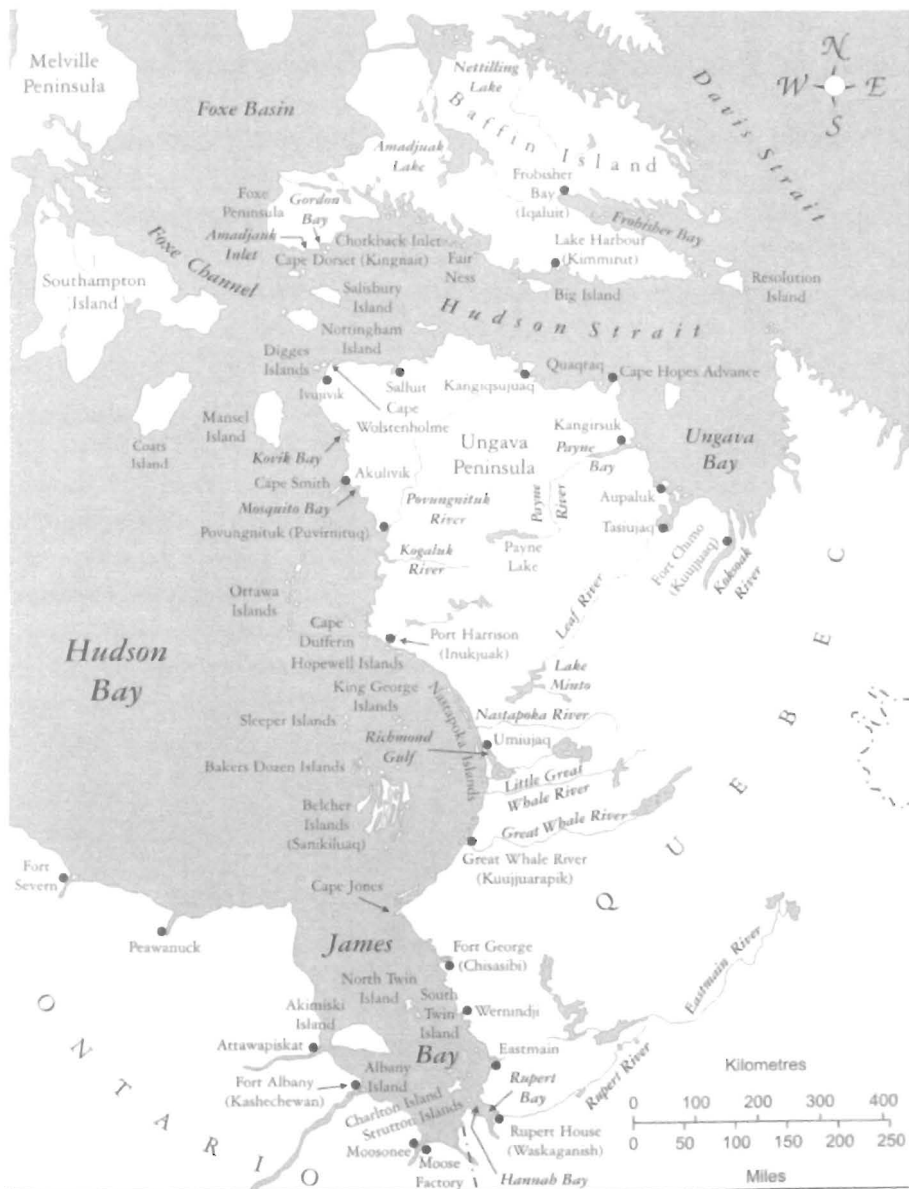 N
W E
S
Melville
Peninsula
Foxe Basin
Nettilling
Lake
Baffin Island
Davis Strait
Amadjuak
Lake
Frobisher
Bay
(Iqaluit)
Frobisher Bay
Foxe
Peninsula
Gordon
Bay
Amadjauk
Inlet
Chorkback Inlet
Cape Dorset (Kingnait)
Fair
Ness
Lake Harbour
(Kimmirut)
Foxe Channel
Southampton
Island
Salisbury
Island
Big Island
Resolution
Island
Hudson Strait
Nottingham
Island
Digges
Islands
Ivujivik
Salluit
Cape
Wolstenholme
Kangiqsujuaq
Quaqtaq
Cape Hopes Advance
Mansel
Island
Coats
Island
Kovik Bay
Ungava
Peninsula
Kangirsuk
Payne
Bay
Ungava
Bay
Akulivik
Cape Smith
Mosquito Bay
Povungnituk
River
Povungnituk (Puvirnituq)
Payne
River
Aupaluk
Tasiujaq
Kogaluk
River
Payne
Lake
Fort Chimo
(Kuujjuaq)
Koksoak
River
Leaf River
Ottawa
Islands
Cape
Dufferin
Port Harrison
(Inukjuak)
Hopewell Islands
Hudson
Bay
Lake
Minto
King George
Islands
Nastapoka Islands
Nastapoka River
Sleeper Islands
Richmond
Gulf
Umiujaq
Bakers Dozen Islands
Little Great
Whale River
Belcher
Islands
(Sanikiluaq)
Great Whale River
Great Whale River
(Kuujjuarapik)
QUEBEC
Fort
Severn
Cape Jones
Peawanuck
James
Bay
Fort George
(Chisasibi)
North Twin
Island
South
Twin
Island
Wernindji
Eastmain River
Akimiski
Island
Attawapiskat
Eastmain
Albany
Island
Fort Albany
(Kashechewan)
Rupert
Bay
Rupert River
Charlton Island
Strutton Islands
Rupert House
(Waskaganish)
Moosonee
Moose
Factory
Hannah Bay
ONTARIO
Kilometres
0 100 200 300 400
0 50 100 150 200 250
Miles